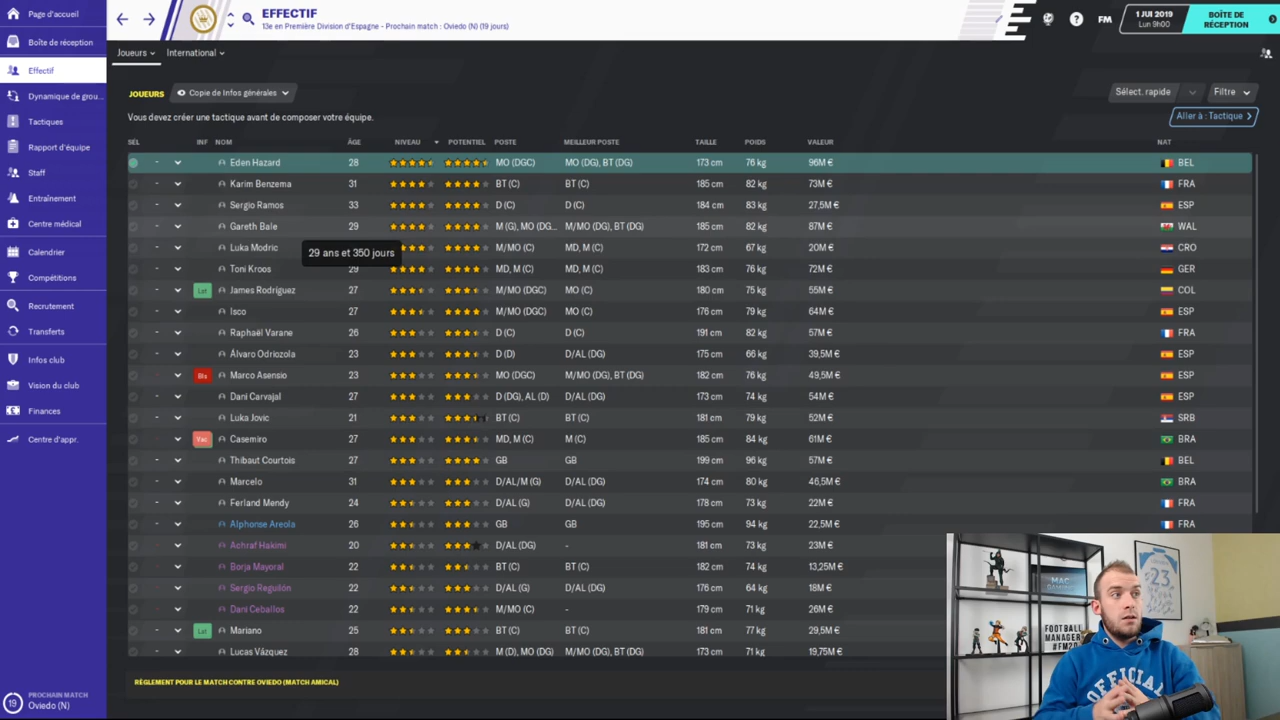 Page d'accueil
Boîte de réception
Effectif
Dynamique de grou...
Tactiques
Rapport d'équipe
Staff
Entraînement
Centre médical
Calendrier
Compétitions
Recrutement
Transferts
Infos club
Vision du club
Finances
Centre d'appr.
19 PROCHAIN MATCH
Oviedo (N)
EFFECTIF
13e en Première Division d'Espagne - Prochain match : Oviedo (N) (19 jours)
FM
1 JUI 2019
Lun 9h00
BOÎTE DE RÉCEPTION
Joueurs International
JOUEURS Copie de Infos générales
Sélect. rapide Filtre
Vous devez créer une tactique avant de composer votre équipe.
Aller à : Tactique
SÉL INF NOM ÂGE NIVEAU POTENTIEL POSTE MEILLEUR POSTE TAILLE POIDS VALEUR NAT
- Eden Hazard 28 MO (DGC) MO (DG), BT (DG) 173 cm 76 kg 96M € BEL
- Karim Benzema 31 BT (C) BT (C) 185 cm 82 kg 73M € FRA
- Sergio Ramos 33 D (C) D (C) 184 cm 83 kg 27,5M € ESP
- Gareth Bale 29 M (G), MO (DG... M/MO (DG), BT (DG) 185 cm 82 kg 87M € WAL
- Luka Modric M/MO (C) MD, M (C) 172 cm 67 kg 20M € CRO
29 ans et 350 jours
- Toni Kroos 29 MD, M (C) MD, M (C) 183 cm 76 kg 72M € GER
Lst - James Rodríguez 27 M/MO (DGC) MO (C) 180 cm 75 kg 55M € COL
- Isco 27 M/MO (DGC) MO (C) 176 cm 79 kg 64M € ESP
- Raphaël Varane 26 D (C) D (C) 191 cm 82 kg 57M € FRA
- Álvaro Odriozola 23 D (D) D/AL (DG) 175 cm 66 kg 39,5M € ESP
- Bls Marco Asensio 23 MO (DGC) M/MO (DG), BT (DG) 182 cm 76 kg 49,5M € ESP
- Dani Carvajal 27 D (DG), AL (D) D/AL (DG) 173 cm 74 kg 54M € ESP
- Luka Jovic 21 BT (C) BT (C) 181 cm 79 kg 52M € SRB
- Vac Casemiro 27 MD, M (C) M (C) 185 cm 84 kg 61M € BRA
- Thibaut Courtois 27 GB GB 199 cm 96 kg 57M € BEL
- Marcelo 31 D/AL/M (G) D/AL (DG) 174 cm 80 kg 46,5M € BRA
- Ferland Mendy 24 D/AL (G) D/AL (DG) 178 cm 73 kg 22M € FRA
- Alphonse Areola 26 GB GB 195 cm 94 kg 22,5M € FRA
- Achraf Hakimi 20 D/AL (DG) - 181 cm 73 kg 23M €
- Borja Mayoral 22 BT (C) BT (C) 182 cm 74 kg 13,25M €
- Sergio Reguilón 22 D/AL (G) D/AL (DG) 176 cm 64 kg 18M €
- Dani Ceballos 22 M/MO (C) - 179 cm 71 kg 26M €
- Lst Mariano 25 BT (C) BT (C) 181 cm 77 kg 29,5M €
- Lucas Vázquez 28 M (D), MO (DG) M/MO (DG), BT (DG) 173 cm 71 kg 19,75M €
RÈGLEMENT POUR LE MATCH CONTRE OVIEDO (MATCH AMICAL)
23
FOOTBALL
MANAGER
#FM20
OFFICIAL